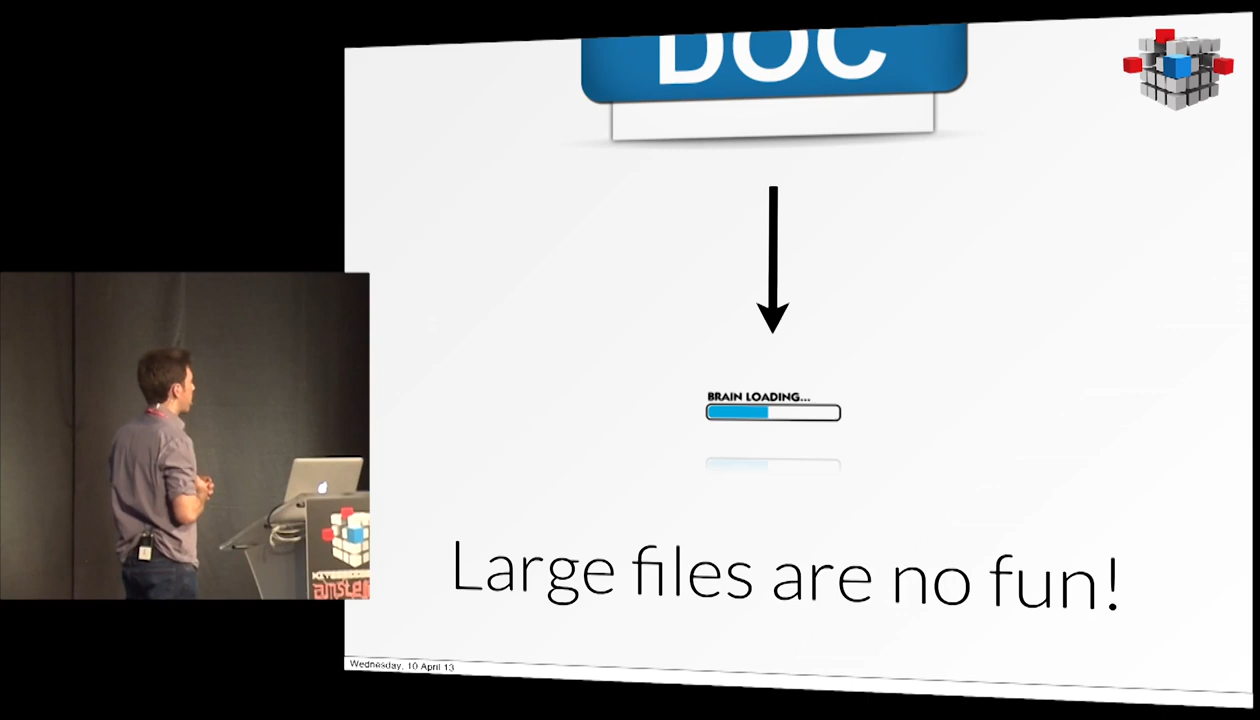 DOC
BRAIN LOADING...
Large files are no fun!
Wednesday, 10 April 13